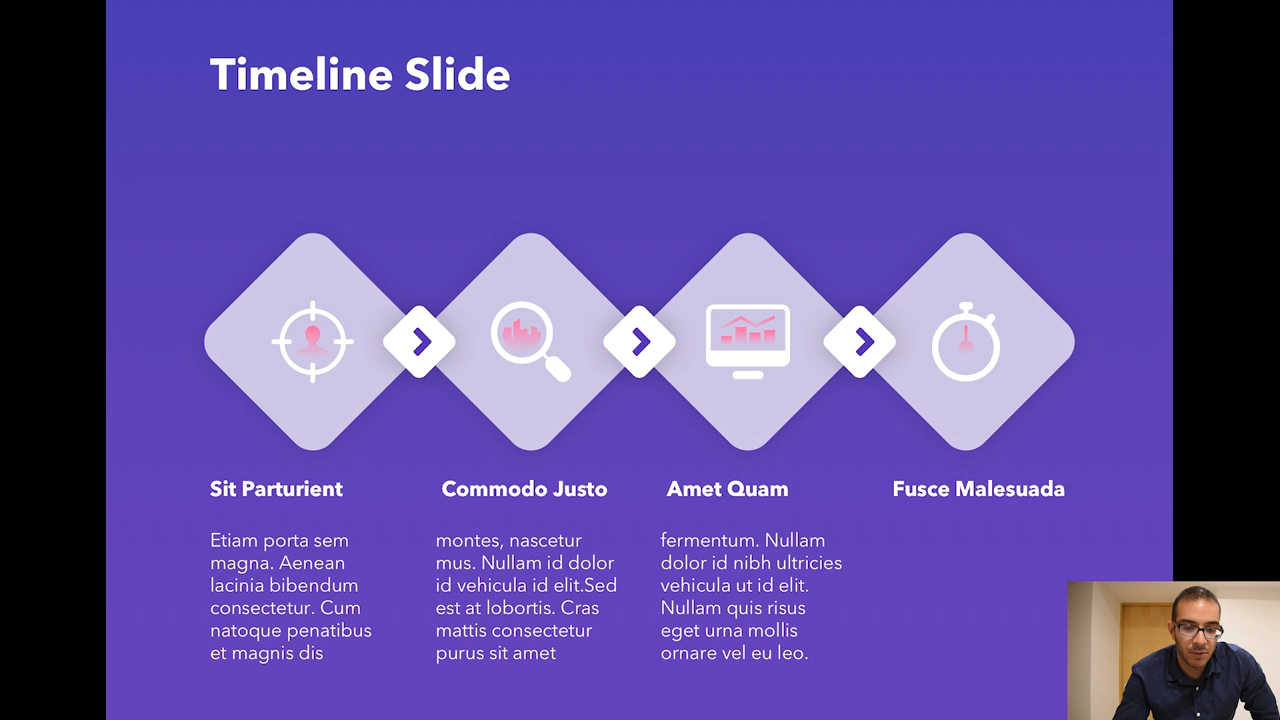 Timeline Slide
Sit Parturient
Etiam porta sem
magna. Aenean
lacinia bibendum
consectetur. Cum
natoque penatibus
et magnis dis
Commodo Justo
montes, nascetur
mus. Nullam id dolor
id vehicula id elit.Sed
est at lobortis. Cras
mattis consectetur
purus sit amet
Amet Quam
fermentum. Nullam
dolor id nibh ultricies
vehicula ut id elit.
Nullam quis risus
eget urna mollis
ornare vel eu leo.
Fusce Malesuada